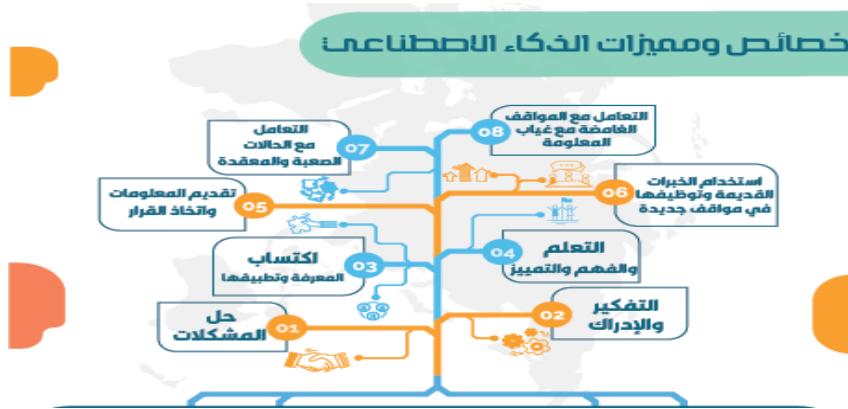 خصائص ومميزات الذكاء الاصطناعي
08
التعامل مع المواقف
الغامضة مع غياب
المعلومة
07
التعامل
مع الحالات
الصعبة والمعقدة
06
استخدام الخبرات
القديمة وتوظيفها
في مواقف جديدة
05
تقديم المعلومات
واتخاذ القرار
04
التعلم
والفهم والتمييز
03
اكتساب
المعرفة وتطبيقها
02
التفكير
والإدراك
01
حل
المشكلات